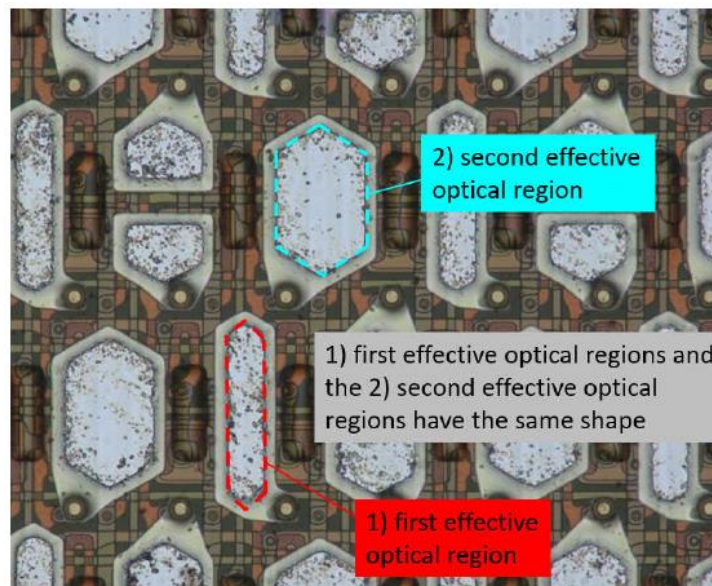 2) second effective
optical region
1) first effective optical regions and
the 2) second effective optical
regions have the same shape
1) first effective
optical region